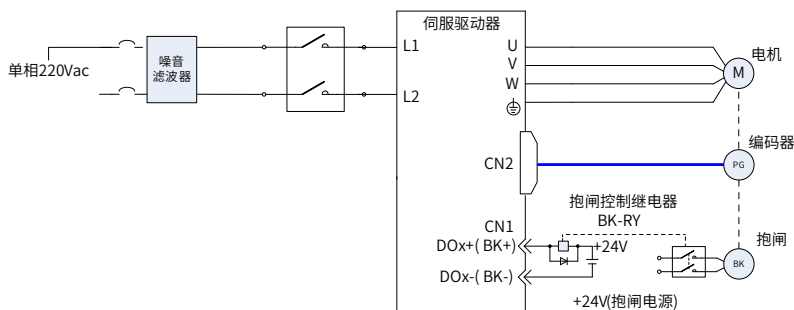 伺服驱动器
单相220Vac
噪音
滤波器
L1
L2
U
V
W
电机
M
编码器
CN2
PG
抱闸控制继电器
BK-RY
CN1
DOx+( BK+)
+24V
抱闸
BK
DOx-( BK-)
+24V(抱闸电源)